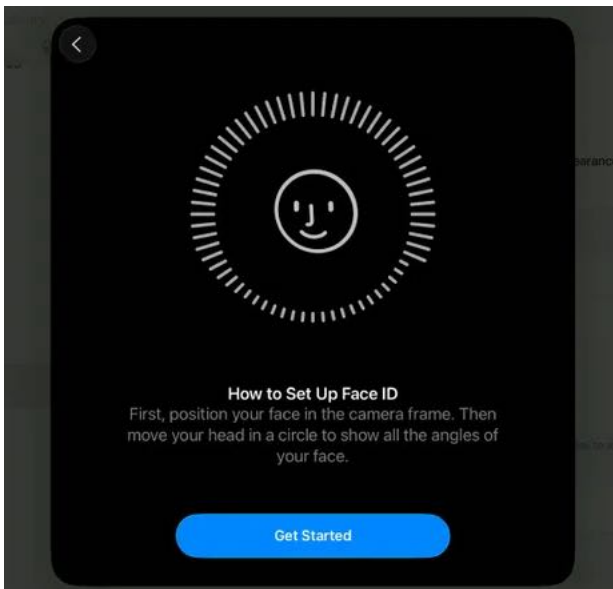 How to Set Up Face ID
First, position your face in the camera frame. Then
move your head in a circle to show all the angles of
your face.
Get Started